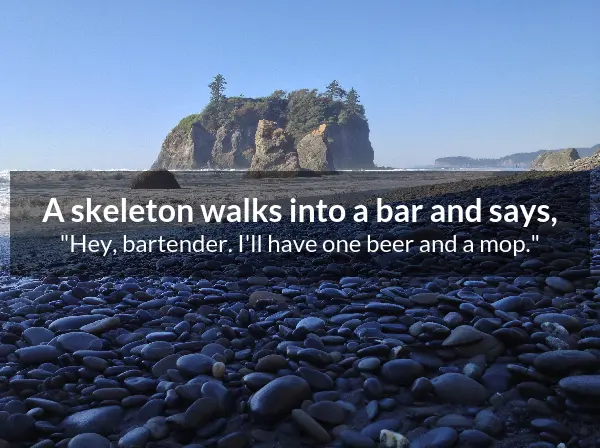 A skeleton walks into a bar and says,
"Hey, bartender. I'll have one beer and a mop."